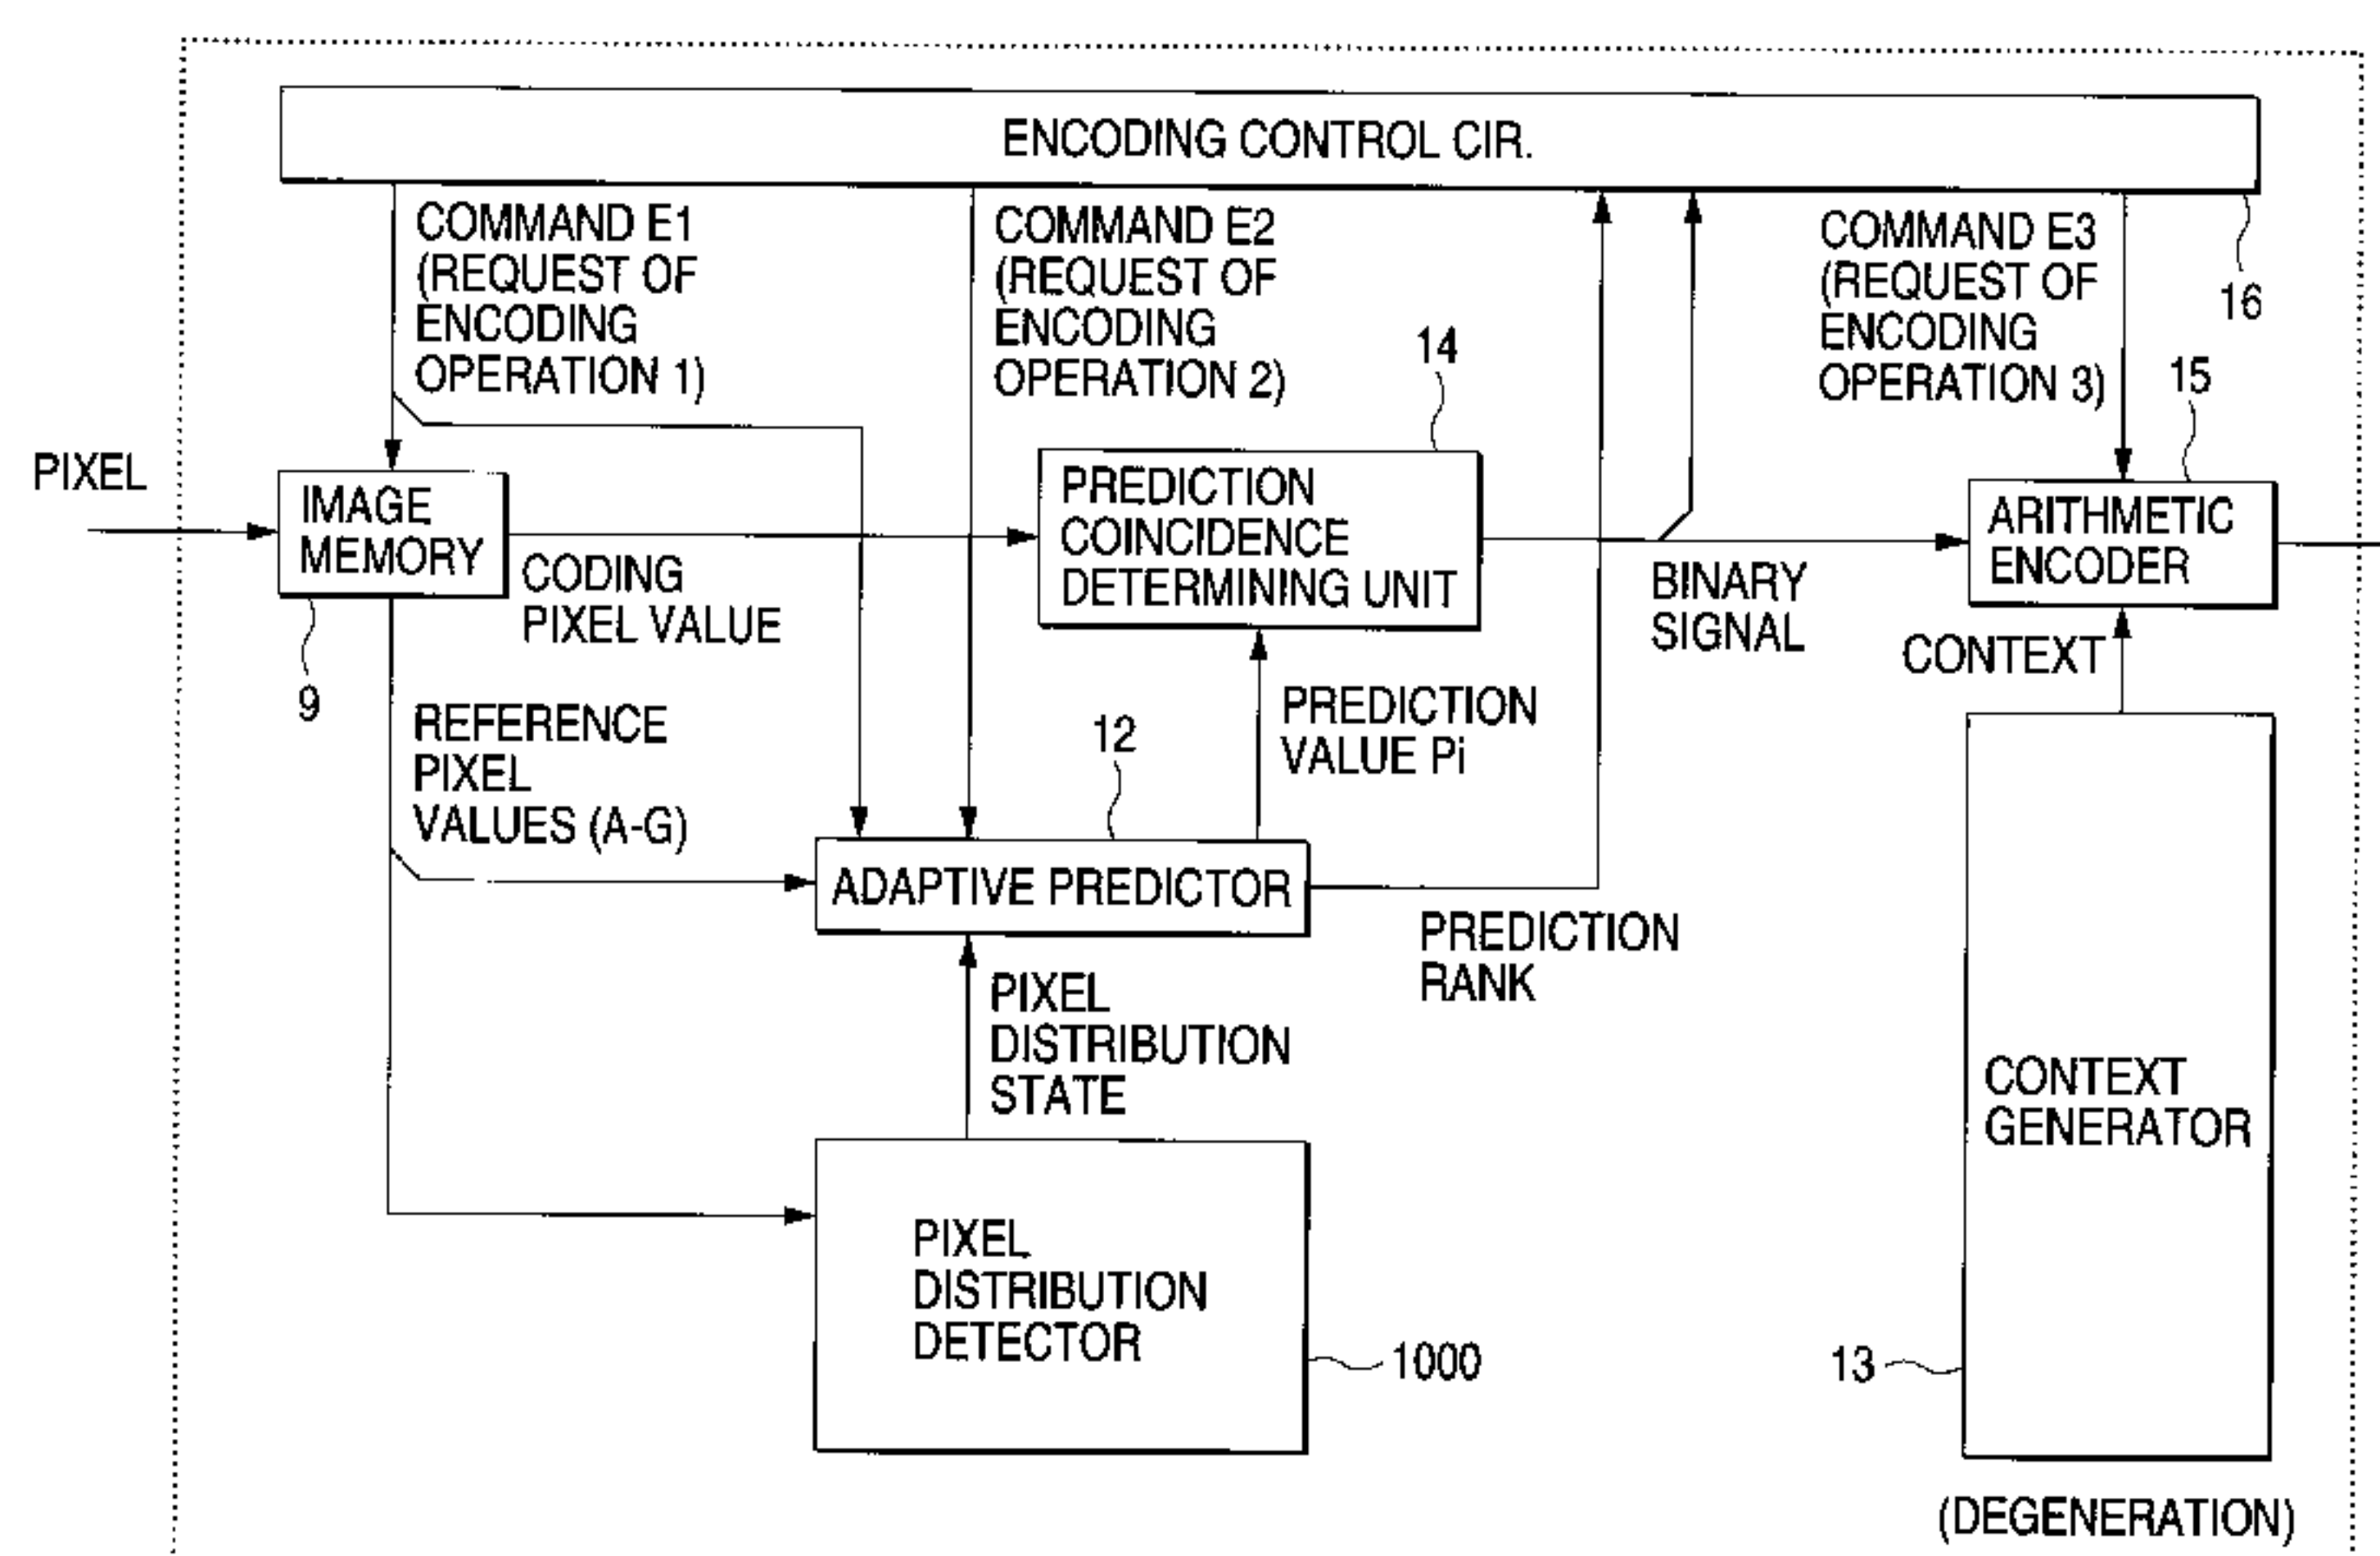 ENCODING CONTROL CIR.
COMMAND E1
(REQUEST OF
ENCODING
OPERATION 1)
COMMAND E2
(REQUEST OF
ENCODING
OPERATION 2)
COMMAND E3
(REQUEST OF
ENCODING
OPERATION 3)
16
14
15
PIXEL
IMAGE
MEMORY
9
CODING
PIXEL VALUE
PREDICTION
COINCIDENCE
DETERMINING UNIT
BINARY
SIGNAL
ARITHMETIC
ENCODER
CONTEXT
REFERENCE
PIXEL
VALUES (A-G)
12
PREDICTION
VALUE Pi
ADAPTIVE PREDICTOR
PREDICTION
RANK
PIXEL
DISTRIBUTION
STATE
PIXEL
DISTRIBUTION
DETECTOR
1000
CONTEXT
GENERATOR
13
(DEGENERATION)